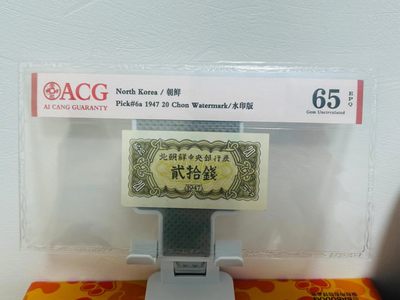 ACG
AI CANG GUARANTY
North Korea / 朝鲜
Pick#6a 1947 20 Chon Watermark/水印版
65
EPQ
Gem Uncirculated
北朝鮮中央銀行券
貳拾錢
1947